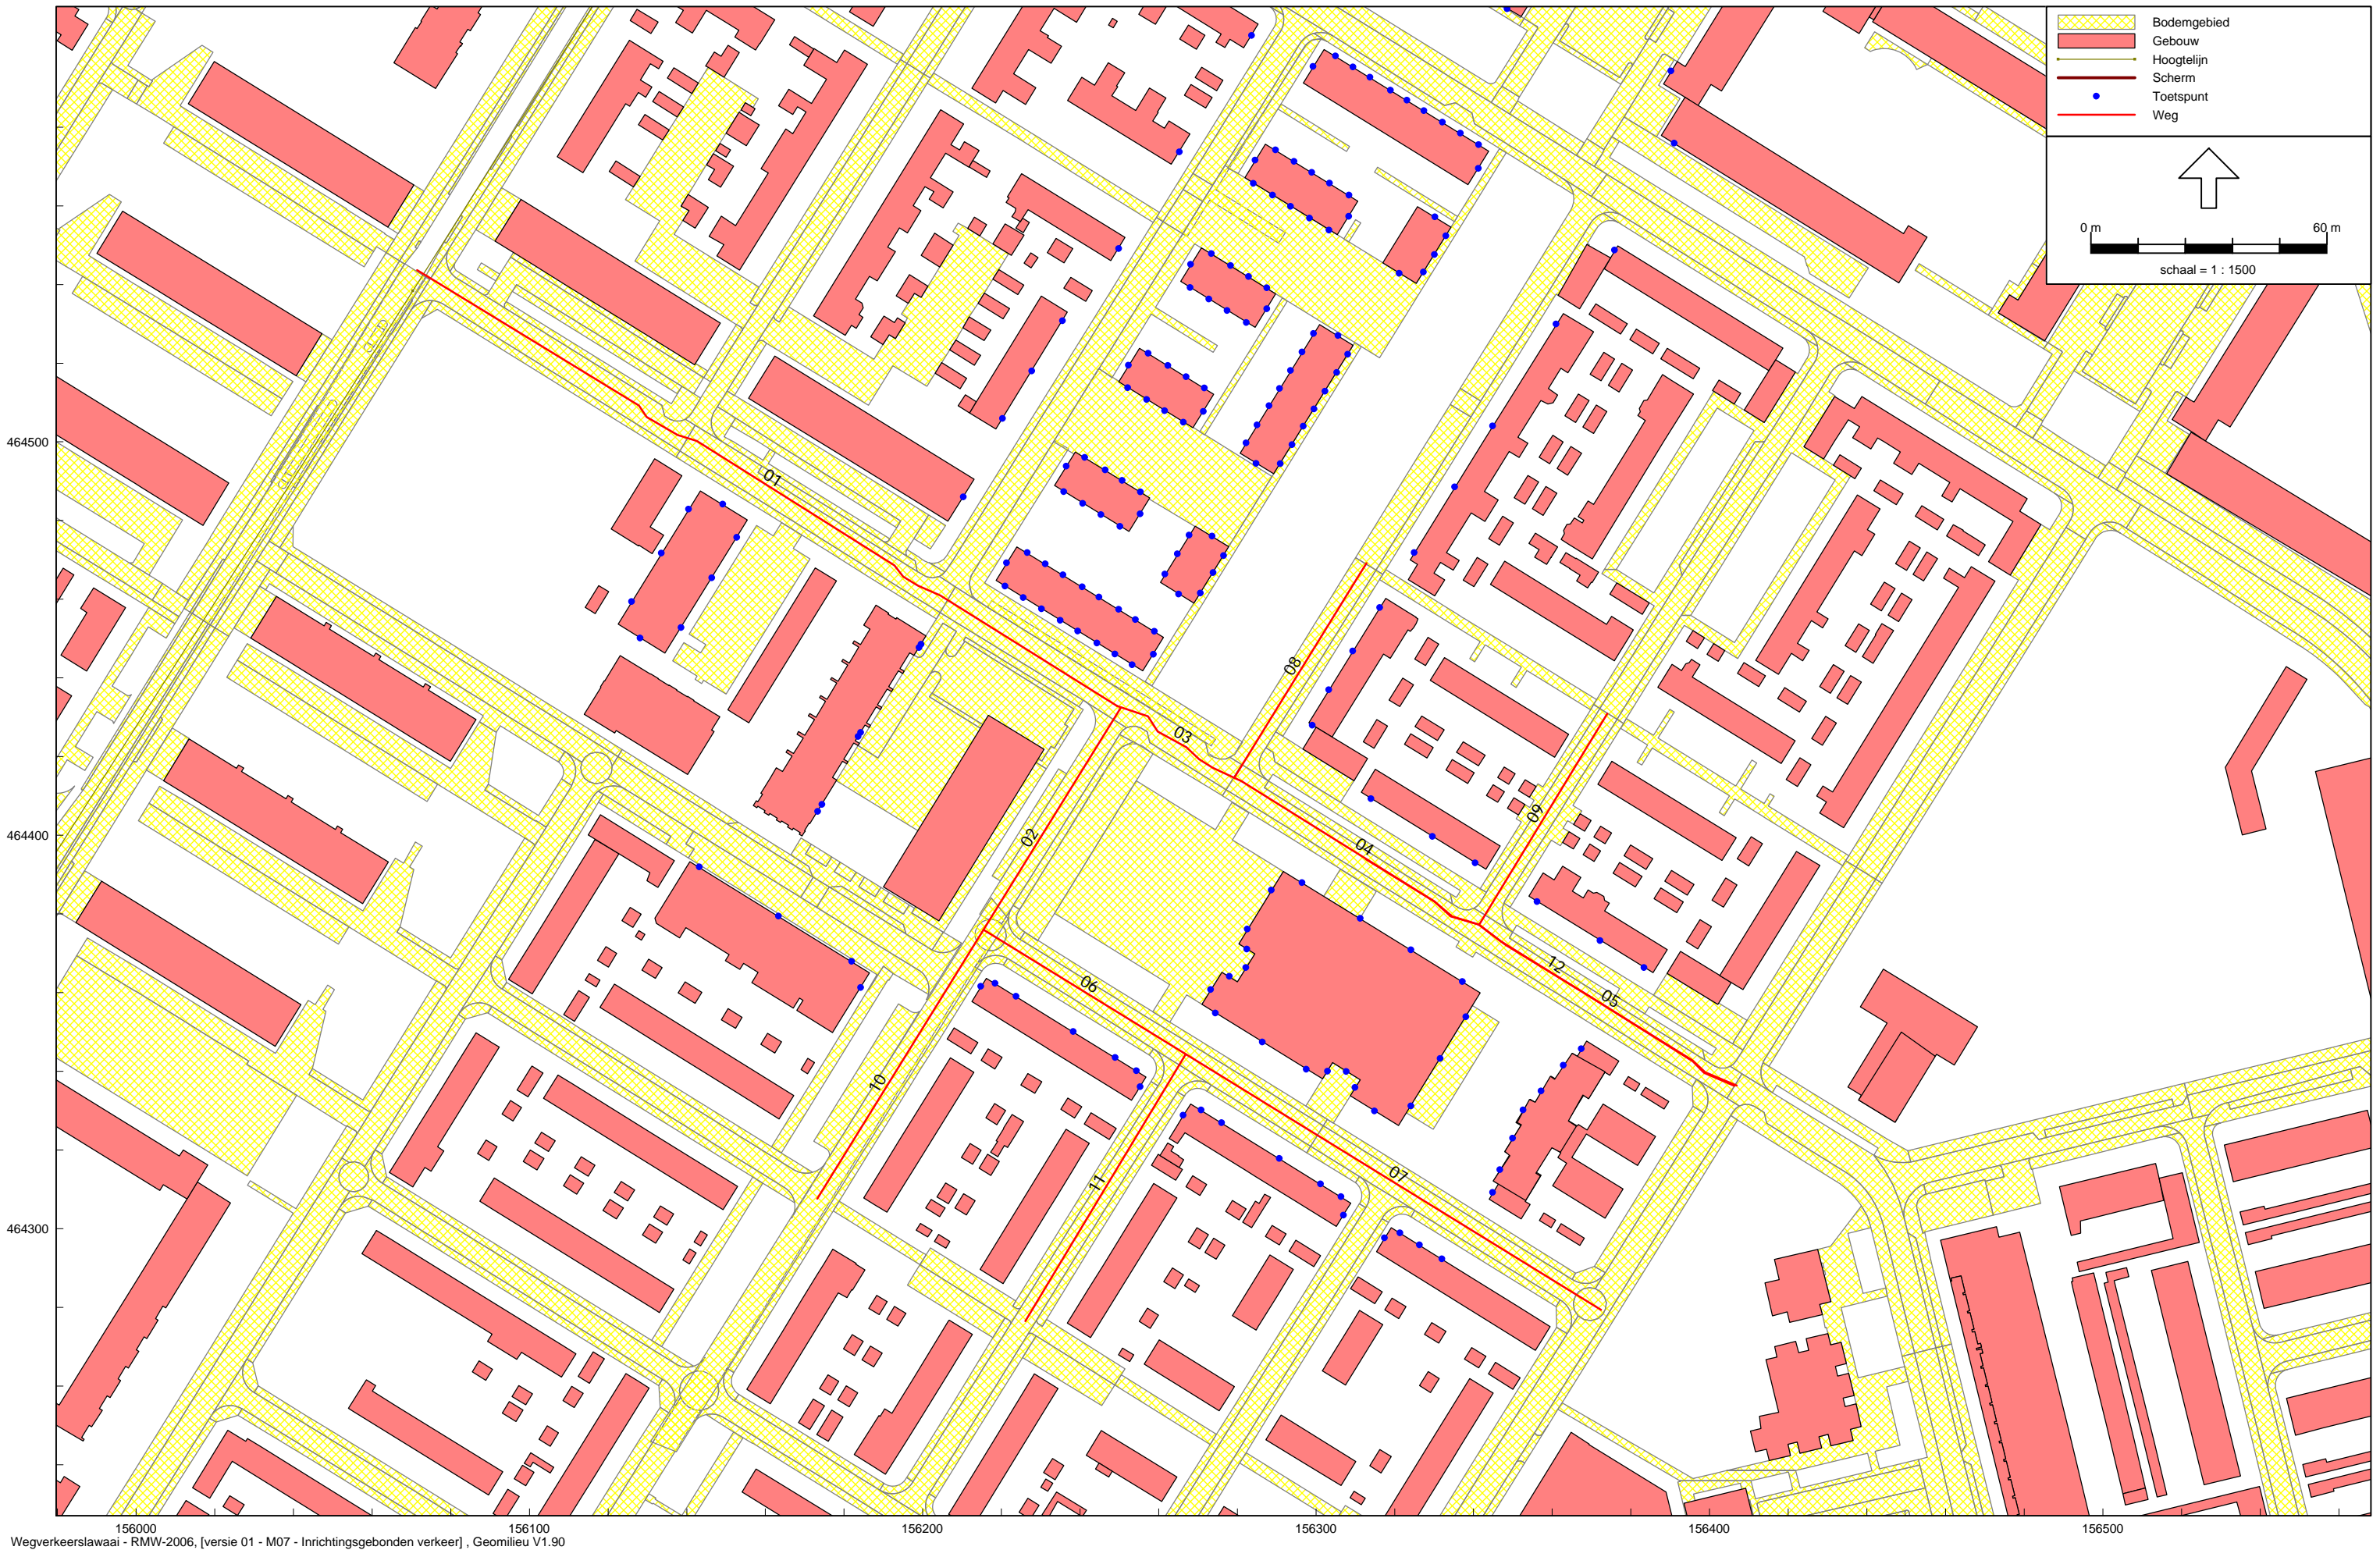 Bodemgebied
Gebouw
Hoogtelijn
Scherm
Toetspunt
Weg
0 m 60 m
schaal = 1 : 1500
464500
01
08
03
09
02
04
12
05
464400
06
10
11
07
464300
156000 156100 156200 156300 156400 156500
Wegverkeerslawaai - RMW-2006, [versie 01 - M07 - Inrichtingsgebonden verkeer] , Geomilieu V1.90